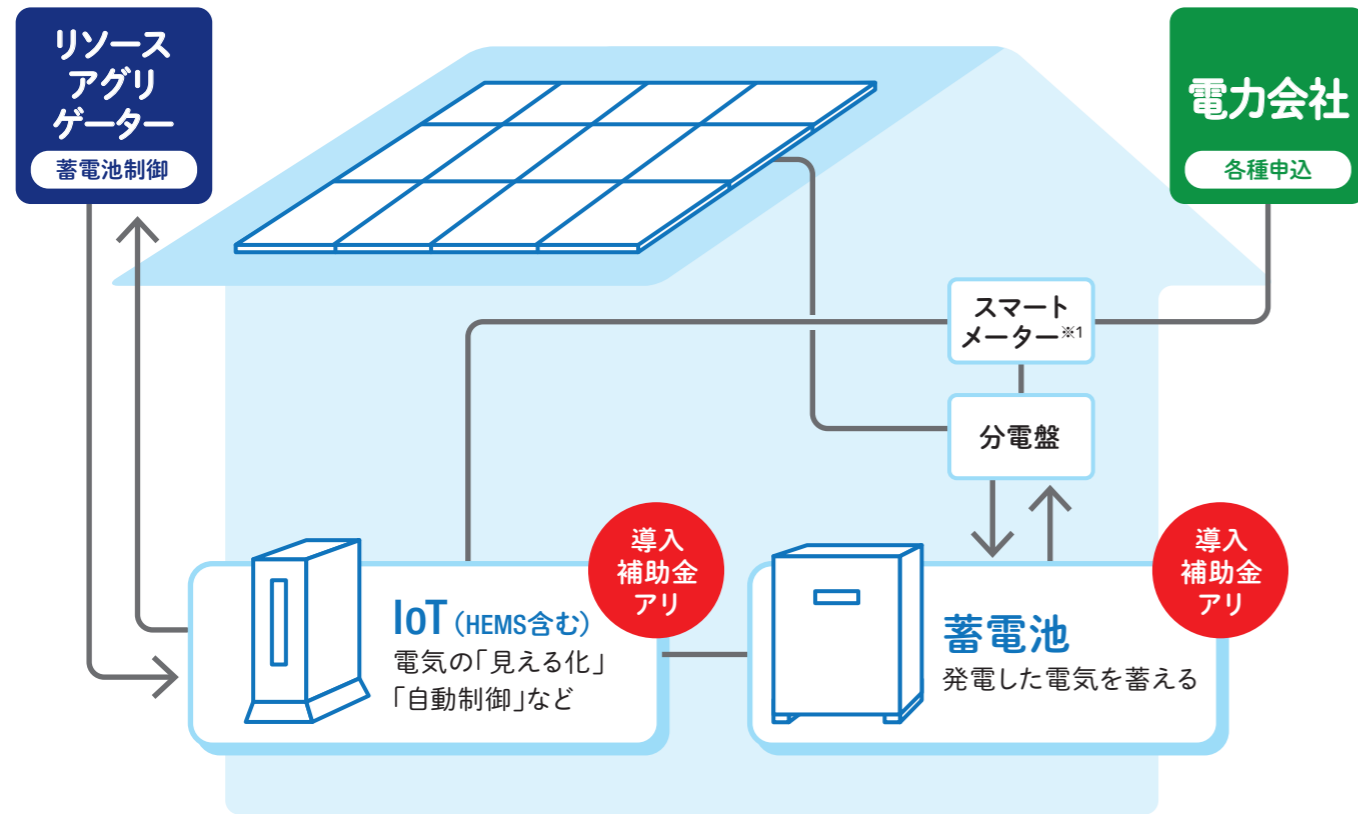 リソース
アグリ
ゲーター
蓄電池制御
電力会社
各種申込
スマート
メーター※1
分電盤
導入
補助金
アリ
IoT(HEMS含む)
電気の「見える化」
「自動制御」など
導入
補助金
アリ
蓄電池
発電した電気を蓄える